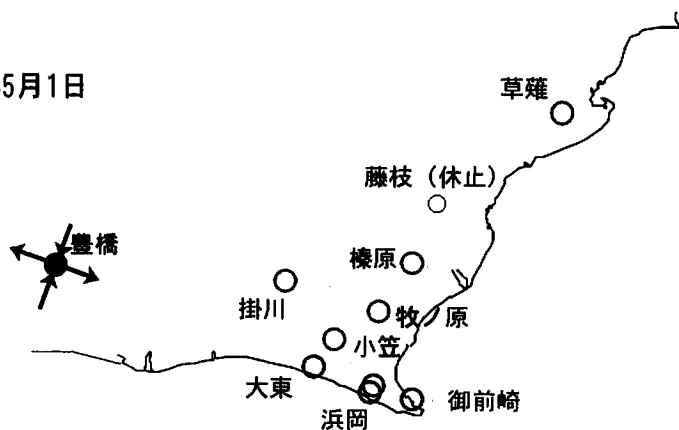 5月1日
草薙
藤枝（休止）
豊橋
榛原
掛川
牧ノ原
小笠
大東
御前崎
浜岡